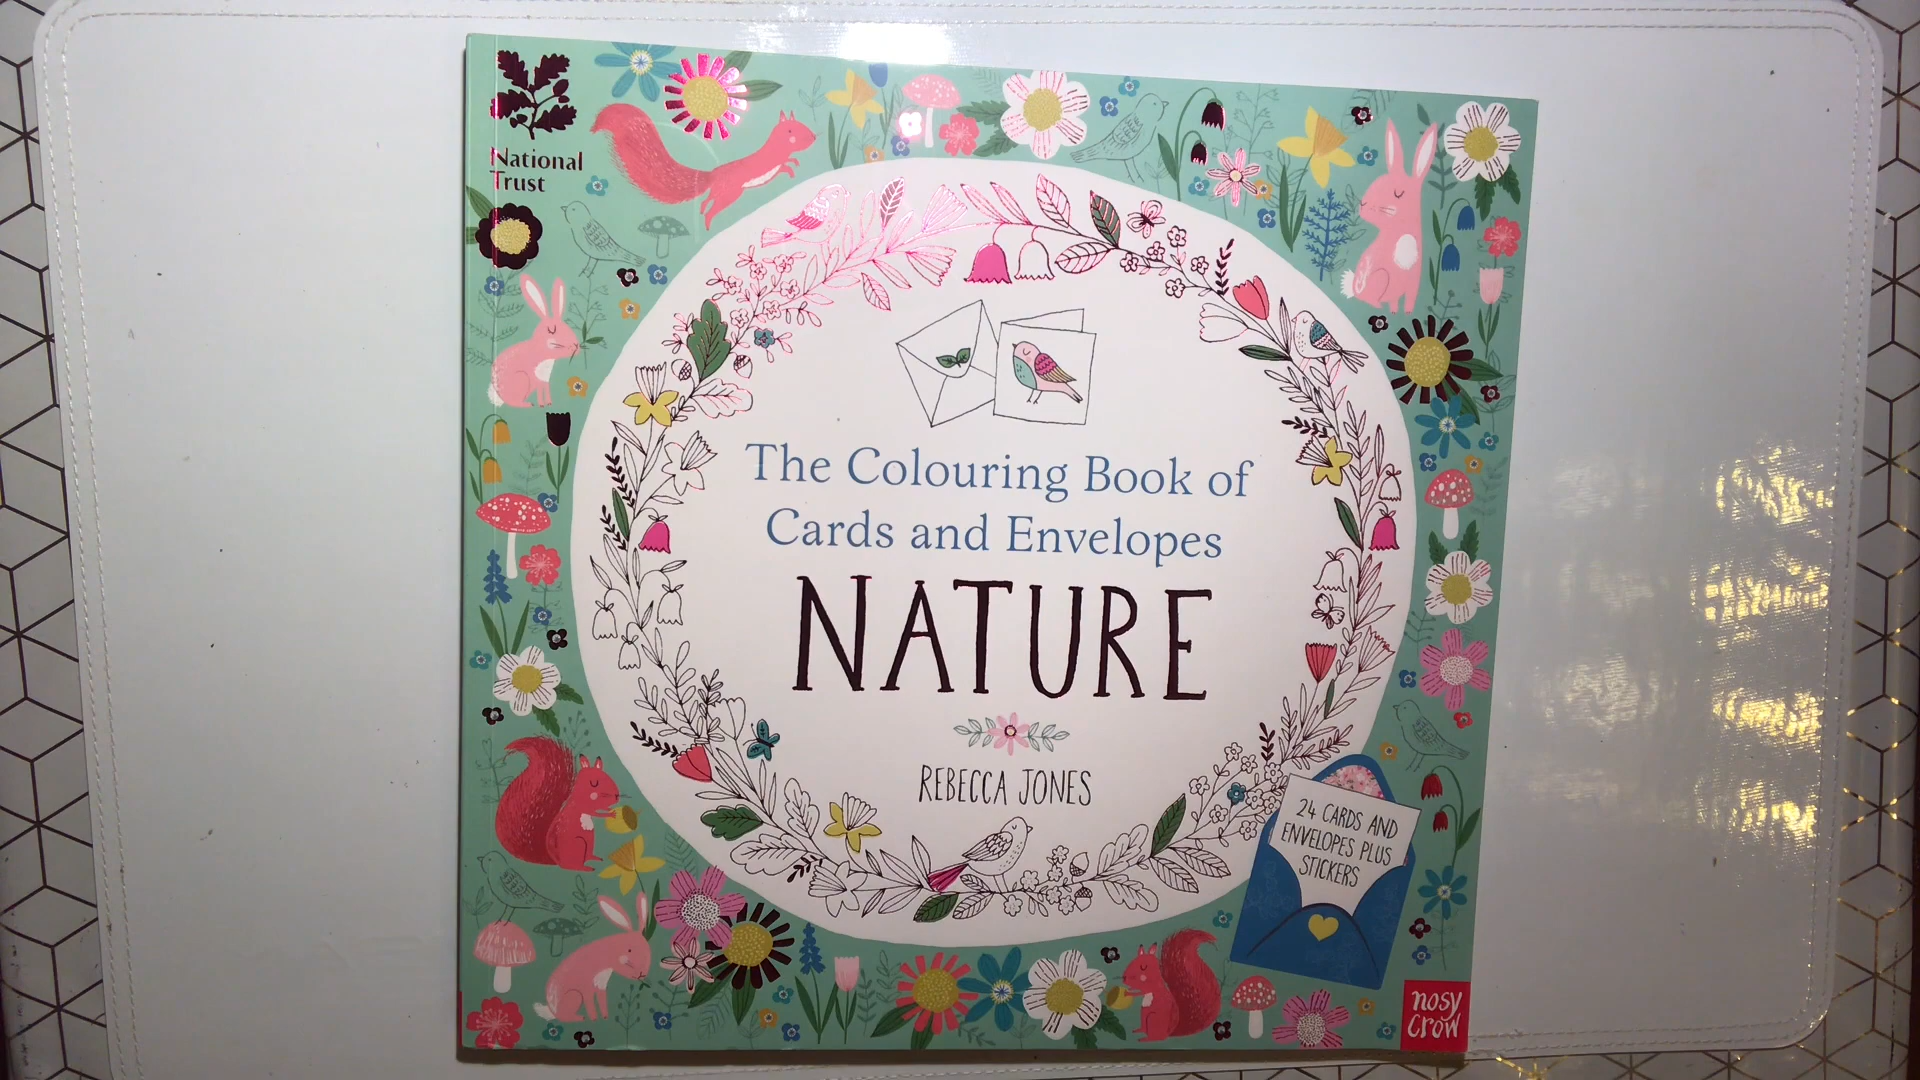 National
Trust
The Colouring Book of
Cards and Envelopes
NATURE
REBECCA JONES
24 CARDS AND
ENVELOPES PLUS
STICKERS
nosy
crow